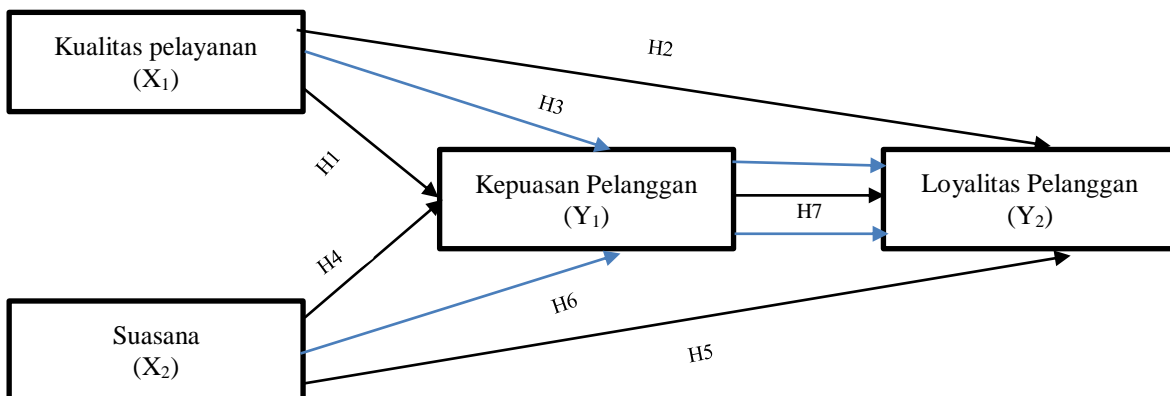 Kualitas pelayanan
(X₁)
H2
H3
H1
Kepuasan Pelanggan
(Y₁)
Loyalitas Pelanggan
(Y₂)
H7
H4
H6
H5
Suasana
(X₂)